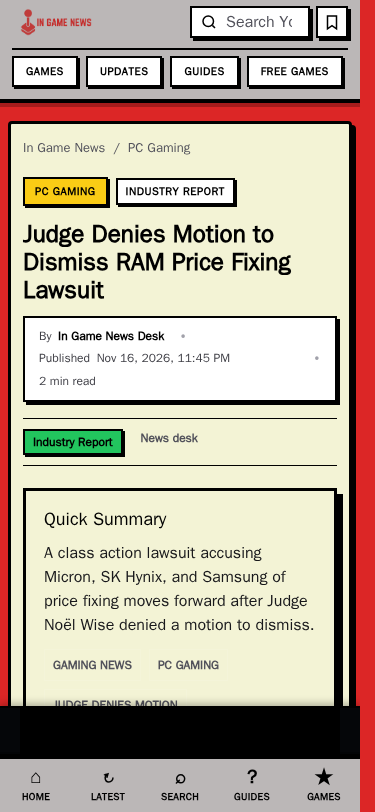 IN GAME NEWS
Search Yo
GAMES UPDATES GUIDES FREE GAMES
In Game News / PC Gaming
PC GAMING INDUSTRY REPORT
Judge Denies Motion to
Dismiss RAM Price Fixing
Lawsuit
By In Game News Desk •
Published Nov 16, 2026, 11:45 PM •
2 min read
Industry Report News desk
Quick Summary
A class action lawsuit accusing
Micron, SK Hynix, and Samsung of
price fixing moves forward after Judge
Noël Wise denied a motion to dismiss.
GAMING NEWS PC GAMING
JUDGE DENIES MOTION
HOME LATEST SEARCH GUIDES GAMES